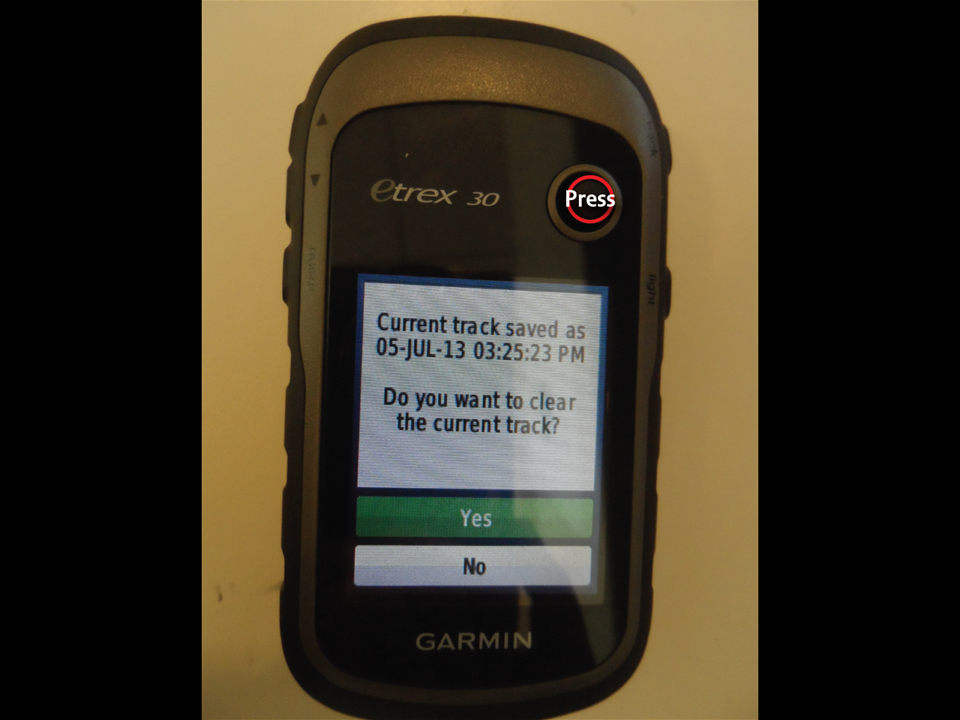 etrex 30
Press
light
Current track saved as
05-JUL-13 03:25:23 PM
Do you want to clear
the current track?
Yes
No
GARMIN